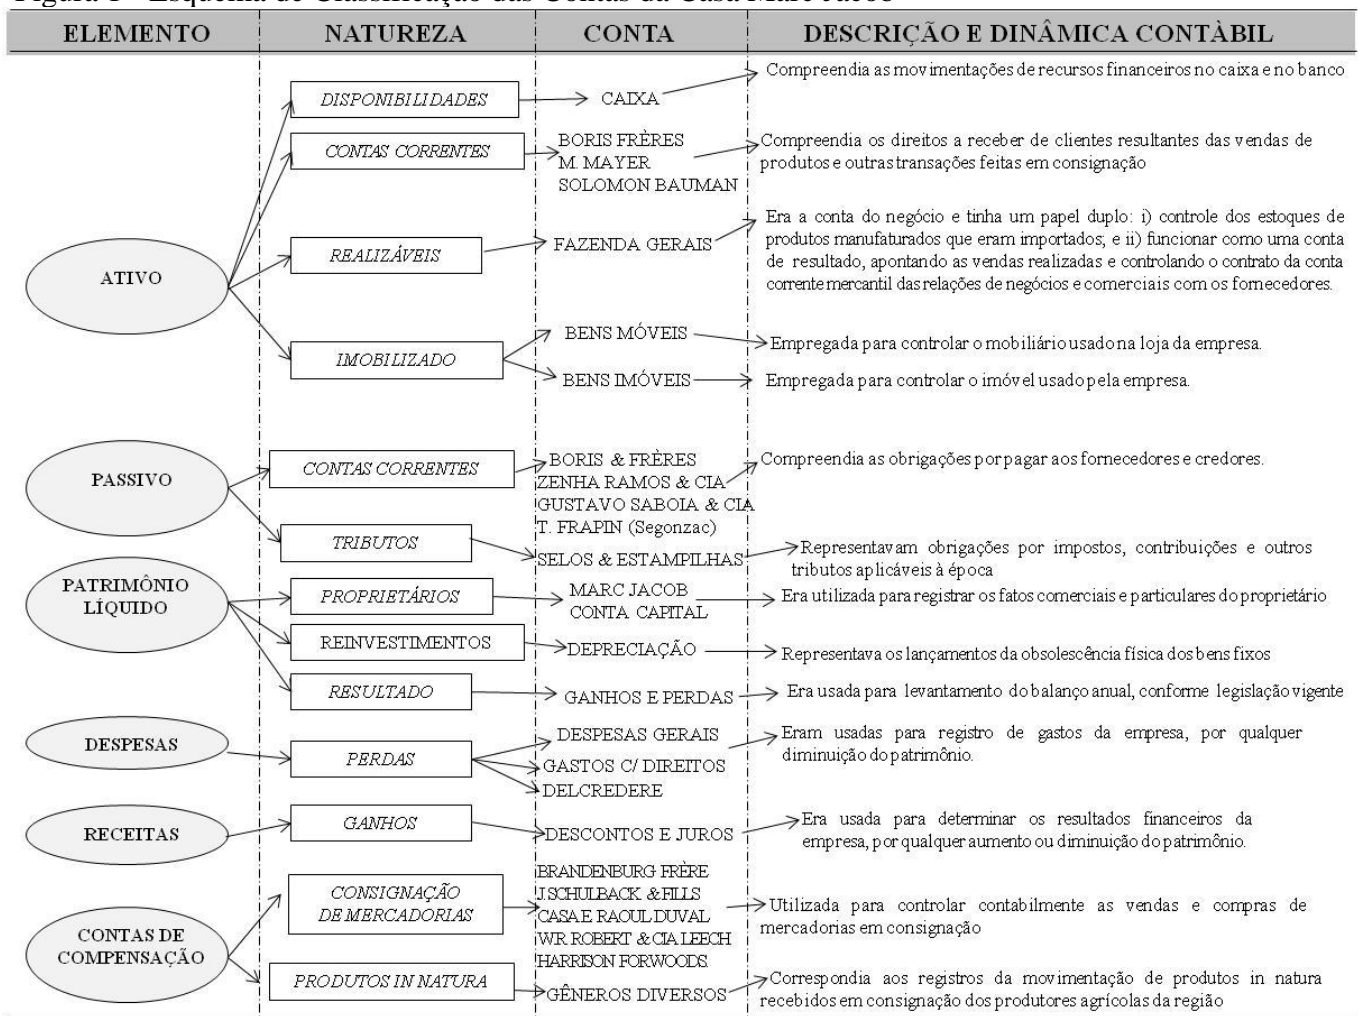 Figura 1 - Esquema de Classificação das Contas da Casa Marc Jacob
ELEMENTO NATUREZA CONTA DESCRIÇÃO E DINÂMICA CONTÀBIL
ATIVO
DISPONIBILIDADES
CAIXA
Compreendia as movimentações de recursos financeiros no caixa e no banco
CONTAS CORRENTES
BORIS FRÈRES
M. MAYER
SOLOMON BAUMAN
Compreendia os direitos a receber de clientes resultantes das vendas de
produtos e outras transações feitas em consignação
REALIZÁVEIS
FAZENDA GERAIS
Era a conta do negócio e tinha um papel duplo: i) controle dos estoques de
produtos manufaturados que eram importados; e ii) funcionar como uma conta
de resultado, apontando as vendas realizadas e controlando o contrato da conta
corrente mercantil das relações de negócios e comerciais com os fornecedores.
IMOBILIZADO
BENS MÓVEIS
Empregada para controlar o mobiliário usado na loja da empresa.
BENS IMÓVEIS
Empregada para controlar o imóvel usado pela empresa.
PASSIVO
CONTAS CORRENTES
BORIS & FRÈRES
ZENHA RAMOS & CIA
GUSTAVO SABOIA & CIA
T. FRAPIN (Segonzac)
Compreendia as obrigações por pagar aos fornecedores e credores.
TRIBUTOS
SELOS & ESTAMPILHAS
Representavam obrigações por impostos, contribuições e outros
tributos aplicáveis à época
PATRIMÔNIO
LÍQUIDO
PROPRIETÁRIOS
MARC JACOB
CONTA CAPITAL
Era utilizada para registrar os fatos comerciais e particulares do proprietário
REINVESTIMENTOS
DEPRECIAÇÃO
Representava os lançamentos da obsolescência física dos bens fixos
RESULTADO
GANHOS E PERDAS
Era usada para levantamento do balanço anual, conforme legislação vigente
DESPESAS
PERDAS
DESPESAS GERAIS
GASTOS C/ DIREITOS
DELCREDERE
Eram usadas para registro de gastos da empresa, por qualquer
diminuição do patrimônio.
RECEITAS
GANHOS
DESCONTOS E JUROS
Era usada para determinar os resultados financeiros da
empresa, por qualquer aumento ou diminuição do patrimônio.
CONTAS DE
COMPENSAÇÃO
CONSIGNAÇÃO
DE MERCADORIAS
BRANDENBURG FRÈRE
J.SCHULBACK & FILLS
CASA E RAOUL DUVAL
WR ROBERT & CIA LEECH
HARRISON FORWOODS
Utilizada para controlar contabilmente as vendas e compras de
mercadorias em consignação
PRODUTOS IN NATURA
GÊNEROS DIVERSOS
Correspondia aos registros da movimentação de produtos in natura
recebidos em consignação dos produtores agrícolas da região